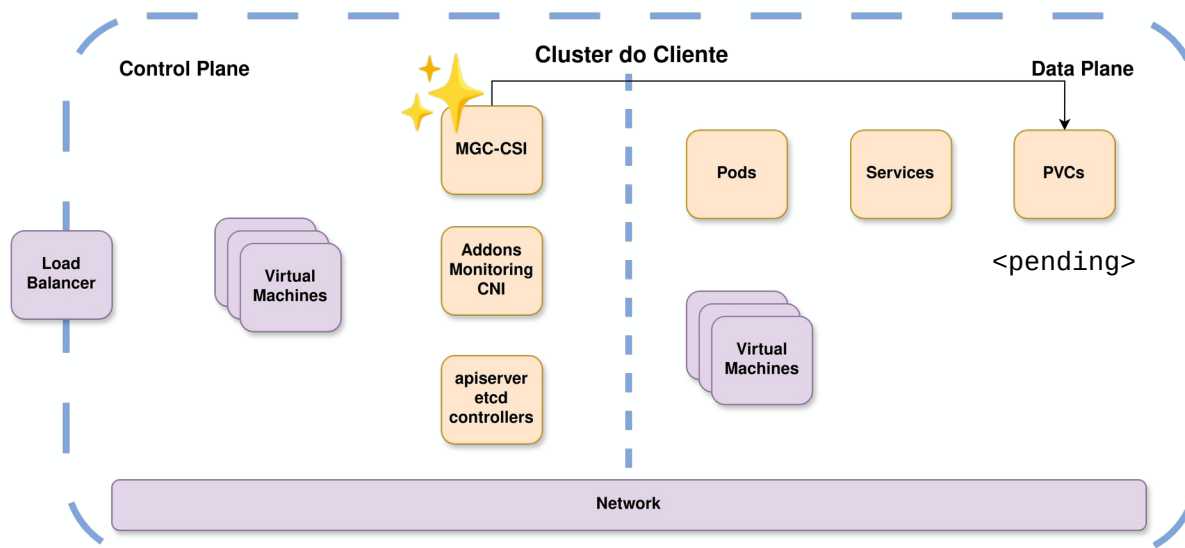 Cluster do Cliente
Control Plane
Data Plane
MGC-CSI
Pods
Services
PVCs
Load
Balancer
Virtual
Machines
Addons
Monitoring
CNI
<pending>
Virtual
Machines
apiserver
etcd
controllers
Network